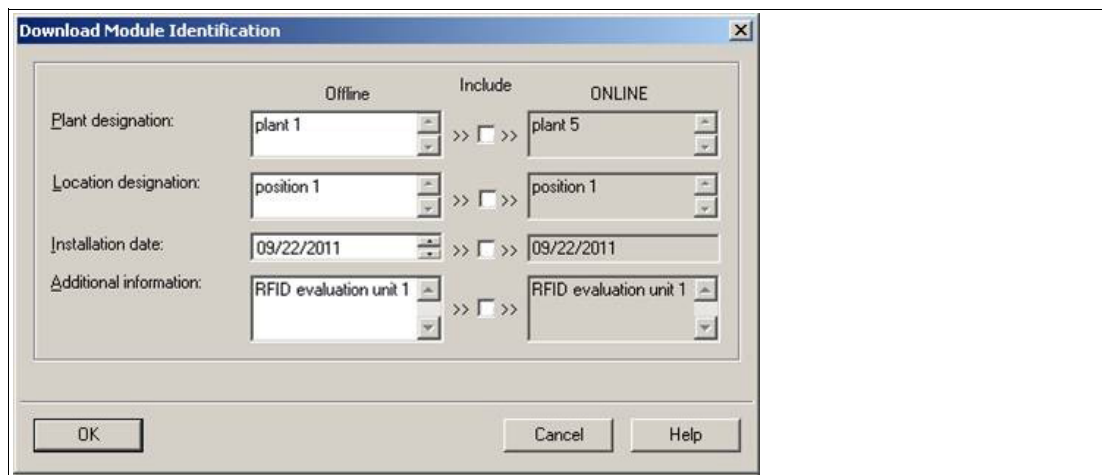 Download Module Identification
Offline Include ONLINE
Plant designation: plant 1 >> >> plant 5
Location designation: position 1 >> >> position 1
Installation date: 09/22/2011 >> >> 09/22/2011
Additional information: RFID evaluation unit 1 >> >> RFID evaluation unit 1
OK Cancel Help